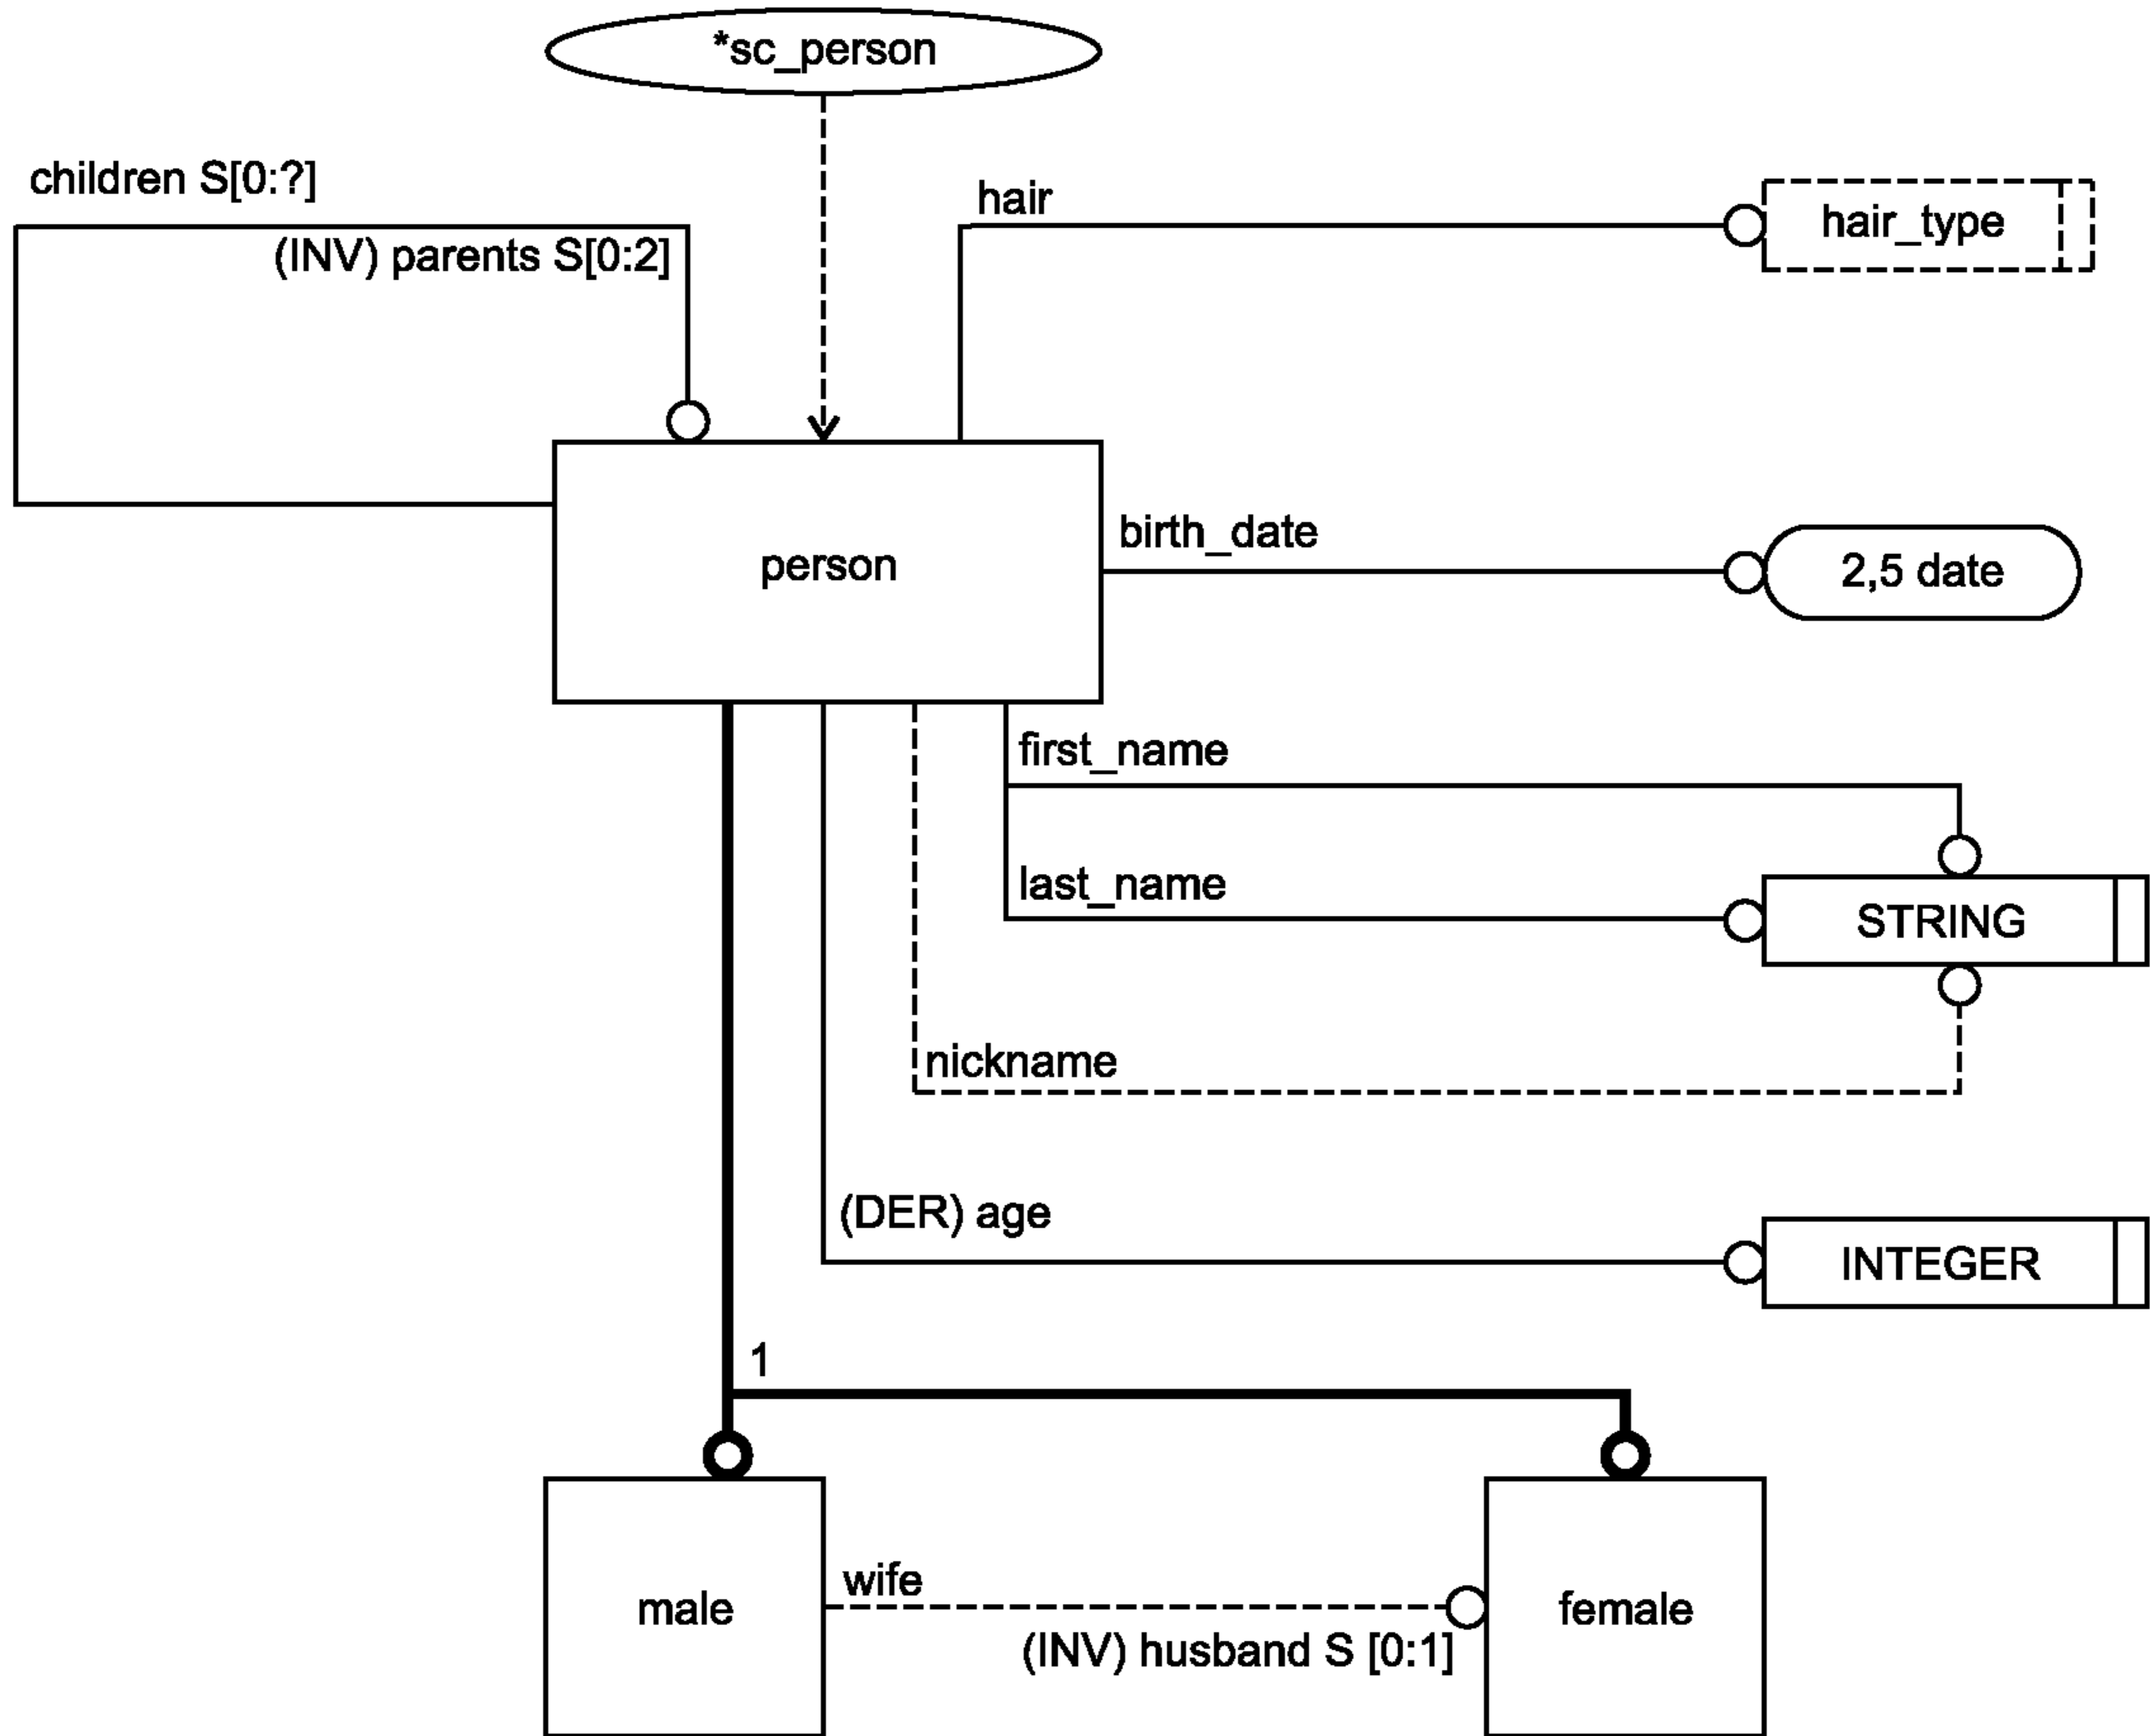 *sc_person
children S[0:?]
hair
hair_type
(INV) parents S[0:2]
birth_date
person
2,5 date
first_name
last_name
STRING
nickname
(DER) age
INTEGER
1
wife
male
female
(INV) husband S [0:1]